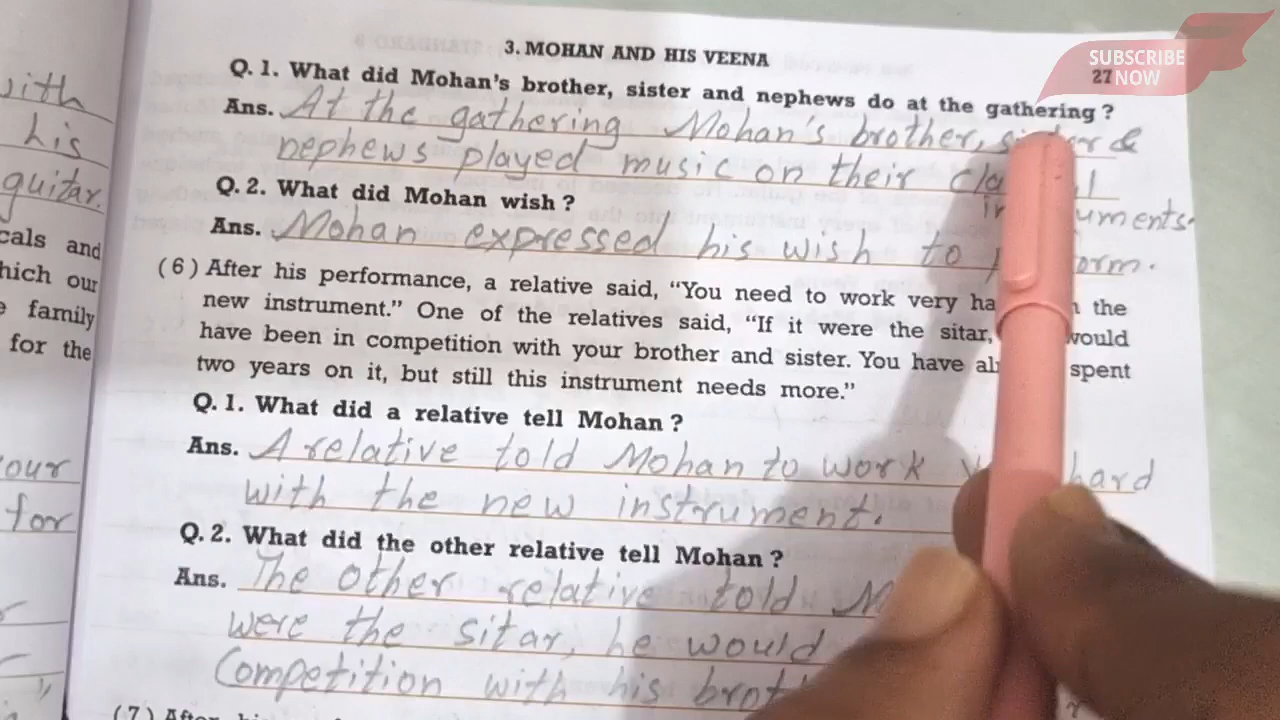 SUBSCRIBE
NOW
3. MOHAN AND HIS VEENA
27
Q. 1. What did Mohan's brother, sister and nephews do at the gathering ?
Ans. At the gathering Mohan's brother, &
nephews played music on their
Q. 2. What did Mohan wish ?
Ans. Mohan expressed his wish to
(6) After his performance, a relative said, "You need to work very the
new instrument." One of the relatives said, "If it were the sitar, would
have been in competition with your brother and sister. You have spent
two years on it, but still this instrument needs more."
Q. 1. What did a relative tell Mohan ?
Ans. A relative told Mohan to work hard
with the new instrument.
Q. 2. What did the other relative tell Mohan ?
Ans. The other relative told
were the sitar, he would
Competition with his
(7) After
with
his
guitar.
cals and
hich our
family
for the
our
for